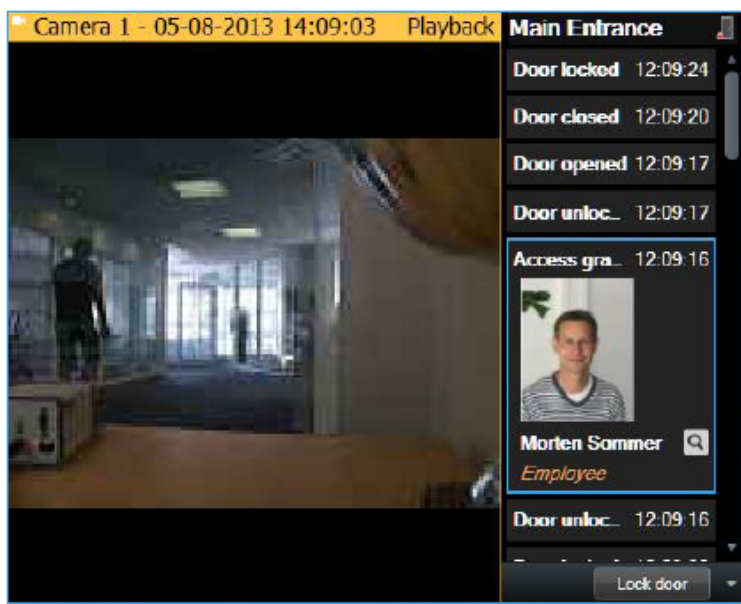 Camera 1 - 05-08-2013 14:09:03 Playback
Main Entrance
Door locked 12:09:24
Door closed 12:09:20
Door opened 12:09:17
Door unloc... 12:09:17
Access gra... 12:09:16
Morten Sommer
Employee
Door unloc... 12:09:16
Lock door